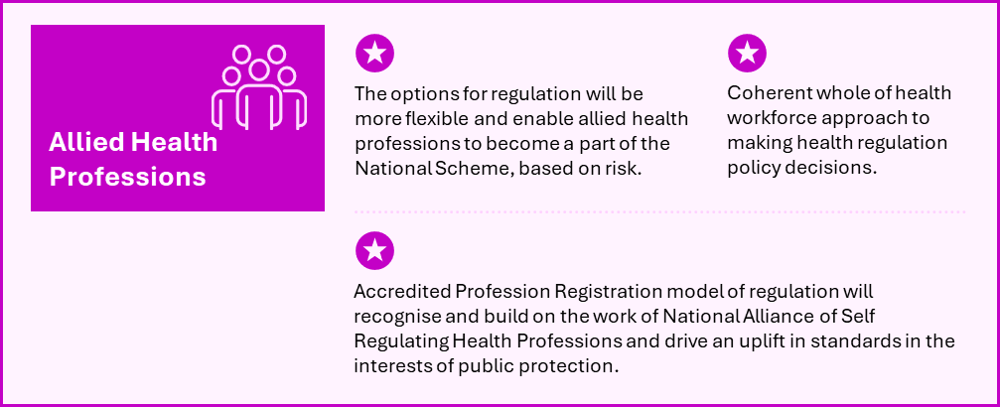 Allied Health
Professions
The options for regulation will be
more flexible and enable allied health
professions to become a part of the
National Scheme, based on risk.
Coherent whole of health
workforce approach to
making health regulation
policy decisions.
Accredited Profession Registration model of regulation will
recognise and build on the work of National Alliance of Self
Regulating Health Professions and drive an uplift in standards in the
interests of public protection.